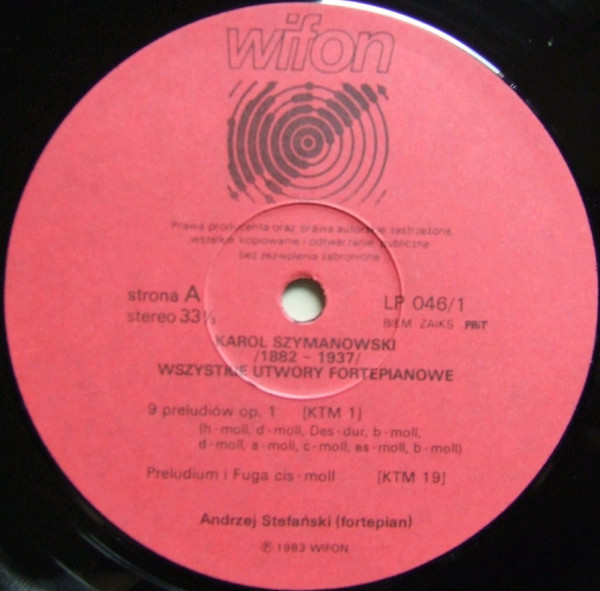 wifon
Prawa producenta oraz prawa autorskie zastrzeżone,
wszelkie kopiowanie i odtwarzanie publiczne
bez zezwolenia zabronione
strona A
LP 046/1
stereo 33⅓
BIEM ZAIKS PRiT
KAROL SZYMANOWSKI
/1882 - 1937/
WSZYSTKIE UTWORY FORTEPIANOWE
9 preludiów op. 1 [KTM 1]
(h-moll, d-moll, Des-dur, b-moll,
d-moll, a-moll, c-moll, es-moll, b-moll)
Preludium i Fuga cis-moll [KTM 19]
Andrzej Stefański (fortepian)
℗ 1983 WIFON